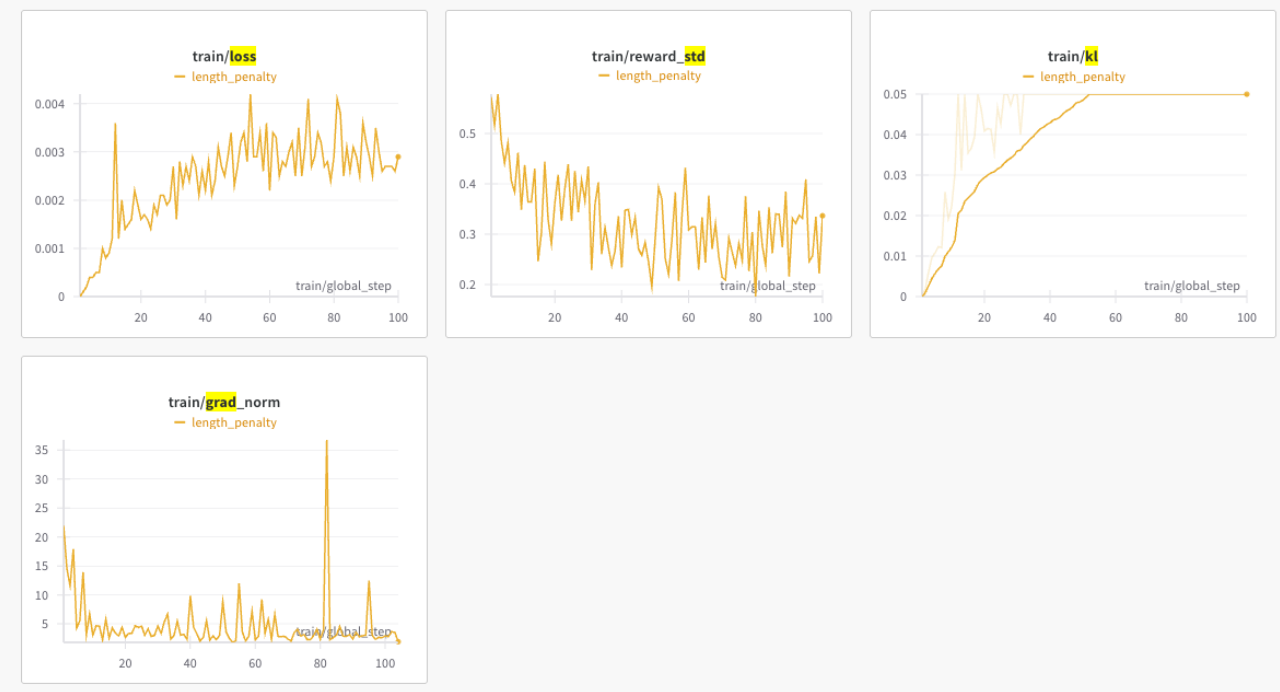 train/loss
length_penalty
0.004
0.003
0.002
0.001
0
train/global_step
20 40 60 80 100
train/reward_std
length_penalty
0.5
0.4
0.3
0.2
train/global_step
20 40 60 80 100
train/kl
length_penalty
0.05
0.04
0.03
0.02
0.01
0
train/global_step
20 40 60 80 100
train/grad_norm
length_penalty
35
30
25
20
15
10
5
train/global_step
20 40 60 80 100